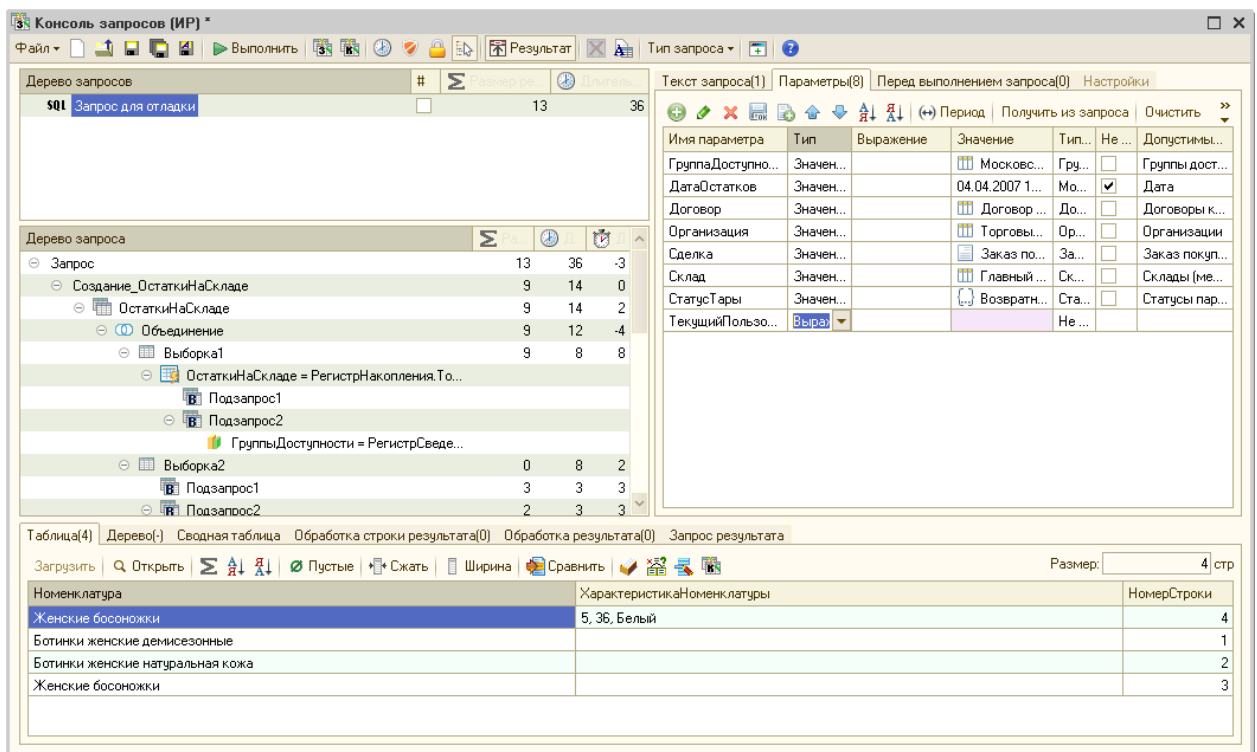 Консоль запросов (ИР) *
Файл Выполнить Результат Тип запроса
Дерево запросов # Размер ре... Длитель...
SQL Запрос для отладки 13 36
Дерево запроса Ра... Д... Д...
Запрос 13 36 -3
Создание_ОстаткиНаСкладе 9 14 0
ОстаткиНаСкладе 9 14 2
Объединение 9 12 -4
Выборка1 9 8 8
ОстаткиНаСкладе = РегистрНакопления.То...
Подзапрос1
Подзапрос2
ГруппыДоступности = РегистрСведе...
Выборка2 0 8 2
Подзапрос1 3 3 3
Подзапрос2 2 3 3
Текст запроса(1) Параметры(8) Перед выполнением запроса(0) Настройки
Период Получить из запроса Очистить
Имя параметра Тип Выражение Значение Тип... Не ... Допустимы...
ГруппаДоступно... Значен... Московс... Гру... Группы дост...
ДатаОстатков Значен... 04.04.2007 1... Мо... Дата
Договор Значен... Договор ... До... Договоры к...
Организация Значен... Торговы... Ор... Организации
Сделка Значен... Заказ по... За... Заказ покуп...
Склад Значен... Главный ... Ск... Склады (ме...
СтатусТары Значен... Возвратн... Ста... Статусы пар...
ТекущийПользо... Выраж Не ...
Таблица(4) Дерево(-) Сводная таблица Обработка строки результата(0) Обработка результата(0) Запрос результата
Загрузить Открыть Пустые Сжать Ширина Сравнить Размер: 4 стр
Номенклатура ХарактеристикаНоменклатуры НомерСтроки
Женские босоножки 5, 36, Белый 4
Ботинки женские демисезонные 1
Ботинки женские натуральная кожа 2
Женские босоножки 3